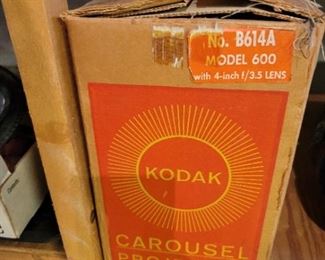 No. B614A
MODEL 600
with 4-inch f/3.5 LENS
KODAK
CAROUSEL